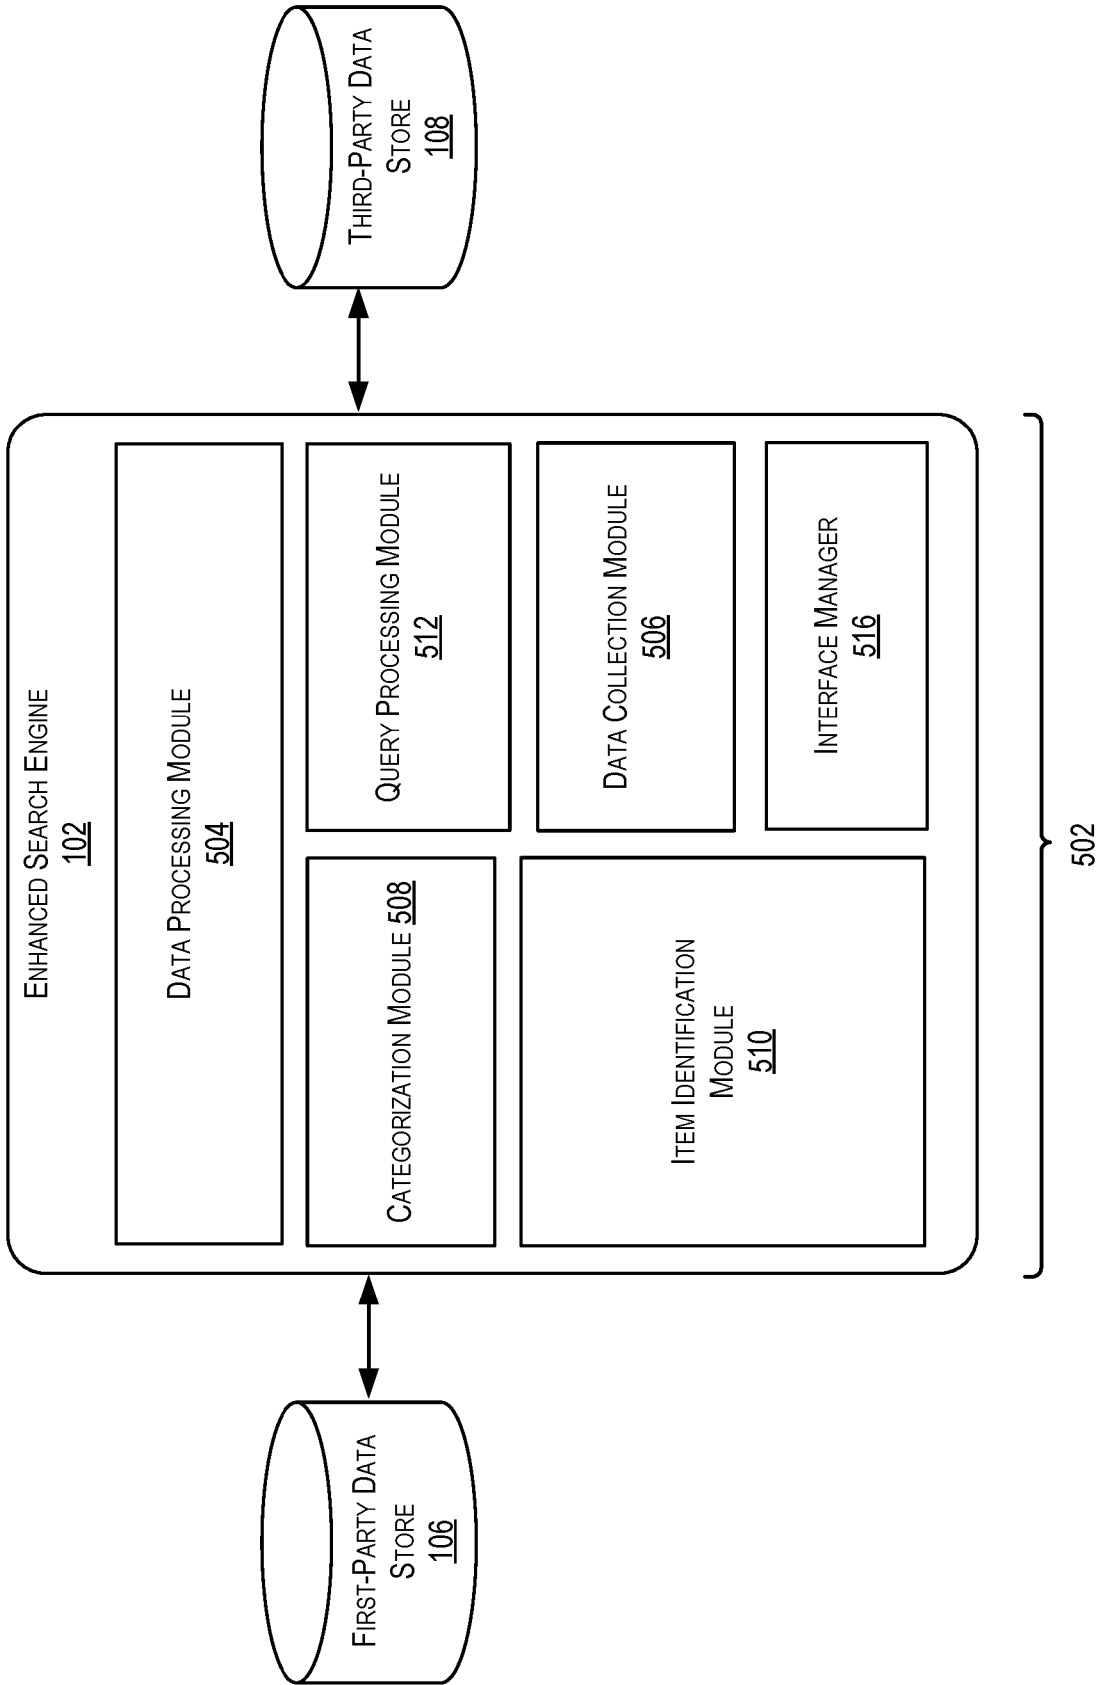 ENHANCED SEARCH ENGINE
102
DATA PROCESSING MODULE
504
CATEGORIZATION MODULE 508
QUERY PROCESSING MODULE
512
ITEM IDENTIFICATION
MODULE
510
DATA COLLECTION MODULE
506
INTERFACE MANAGER
516
FIRST-PARTY DATA
STORE
106
THIRD-PARTY DATA
STORE
108
502